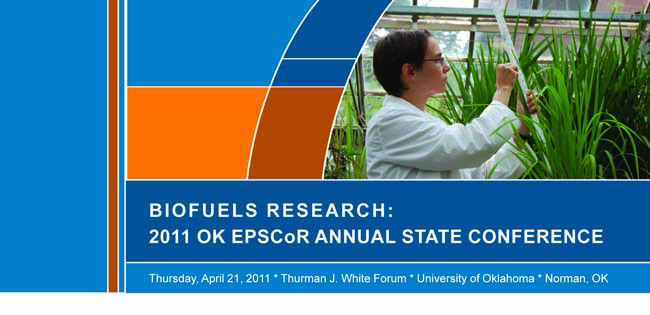 BIOFUELS RESEARCH:
2011 OK EPSCoR ANNUAL STATE CONFERENCE
Thursday, April 21, 2011 * Thurman J. White Forum * University of Oklahoma * Norman, OK